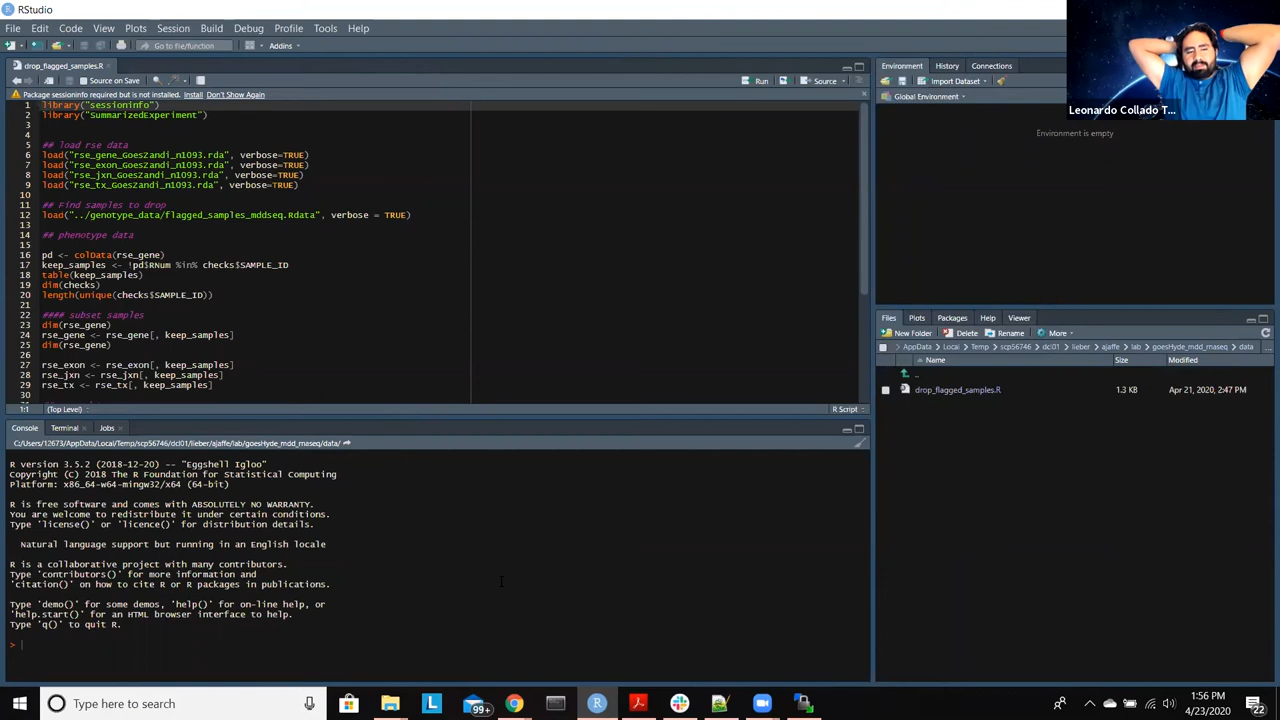 RStudio
File Edit Code View Plots Session Build Debug Profile Tools Help
Go to file/function Addins
drop_flagged_samples.R
Source on Save Run Source
Package sessioninfo required but is not installed. Install Don't Show Again
1 library("sessioninfo")
2 library("SummarizedExperiment")
3
4
5 ## load rse data
6 load("rse_gene_GoesZandi_n1093.rda", verbose=TRUE)
7 load("rse_exon_GoesZandi_n1093.rda", verbose=TRUE)
8 load("rse_jxn_GoesZandi_n1093.rda", verbose=TRUE)
9 load("rse_tx_GoesZandi_n1093.rda", verbose=TRUE)
10
11 ## Find samples to drop
12 load("../genotype_data/flagged_samples_mddseq.Rdata", verbose = TRUE)
13
14 ## phenotype data
15
16 pd <- colData(rse_gene)
17 keep_samples <- !pd$RNum %in% checks$SAMPLE_ID
18 table(keep_samples)
19 dim(checks)
20 length(unique(checks$SAMPLE_ID))
21
22 #### subset samples
23 dim(rse_gene)
24 rse_gene <- rse_gene[, keep_samples]
25 dim(rse_gene)
26
27 rse_exon <- rse_exon[, keep_samples]
28 rse_jxn <- rse_jxn[, keep_samples]
29 rse_tx <- rse_tx[, keep_samples]
30
1:1 (Top Level) R Script
Console Terminal Jobs
C:/Users/12673/AppData/Local/Temp/scp56746/dcl01/lieber/ajaffe/lab/goesHyde_mdd_rnaseq/data/
R version 3.5.2 (2018-12-20) -- "Eggshell Igloo"
Copyright (C) 2018 The R Foundation for Statistical Computing
Platform: x86_64-w64-mingw32/x64 (64-bit)
R is free software and comes with ABSOLUTELY NO WARRANTY.
You are welcome to redistribute it under certain conditions.
Type 'license()' or 'licence()' for distribution details.
Natural language support but running in an English locale
R is a collaborative project with many contributors.
Type 'contributors()' for more information and
'citation()' on how to cite R or R packages in publications.
Type 'demo()' for some demos, 'help()' for on-line help, or
'help.start()' for an HTML browser interface to help.
Type 'q()' to quit R.
>
Environment History Connections
Import Dataset
Global Environment
Environment is empty
Leonardo Collado T...
Files Plots Packages Help Viewer
New Folder Delete Rename More
AppData Local Temp scp56746 dcl01 lieber ajaffe lab goesHyde_mdd_rnaseq data ...
Name Size Modified
..
drop_flagged_samples.R 1.3 KB Apr 21, 2020, 2:47 PM
Type here to search
99+
1:56 PM
4/23/2020
22